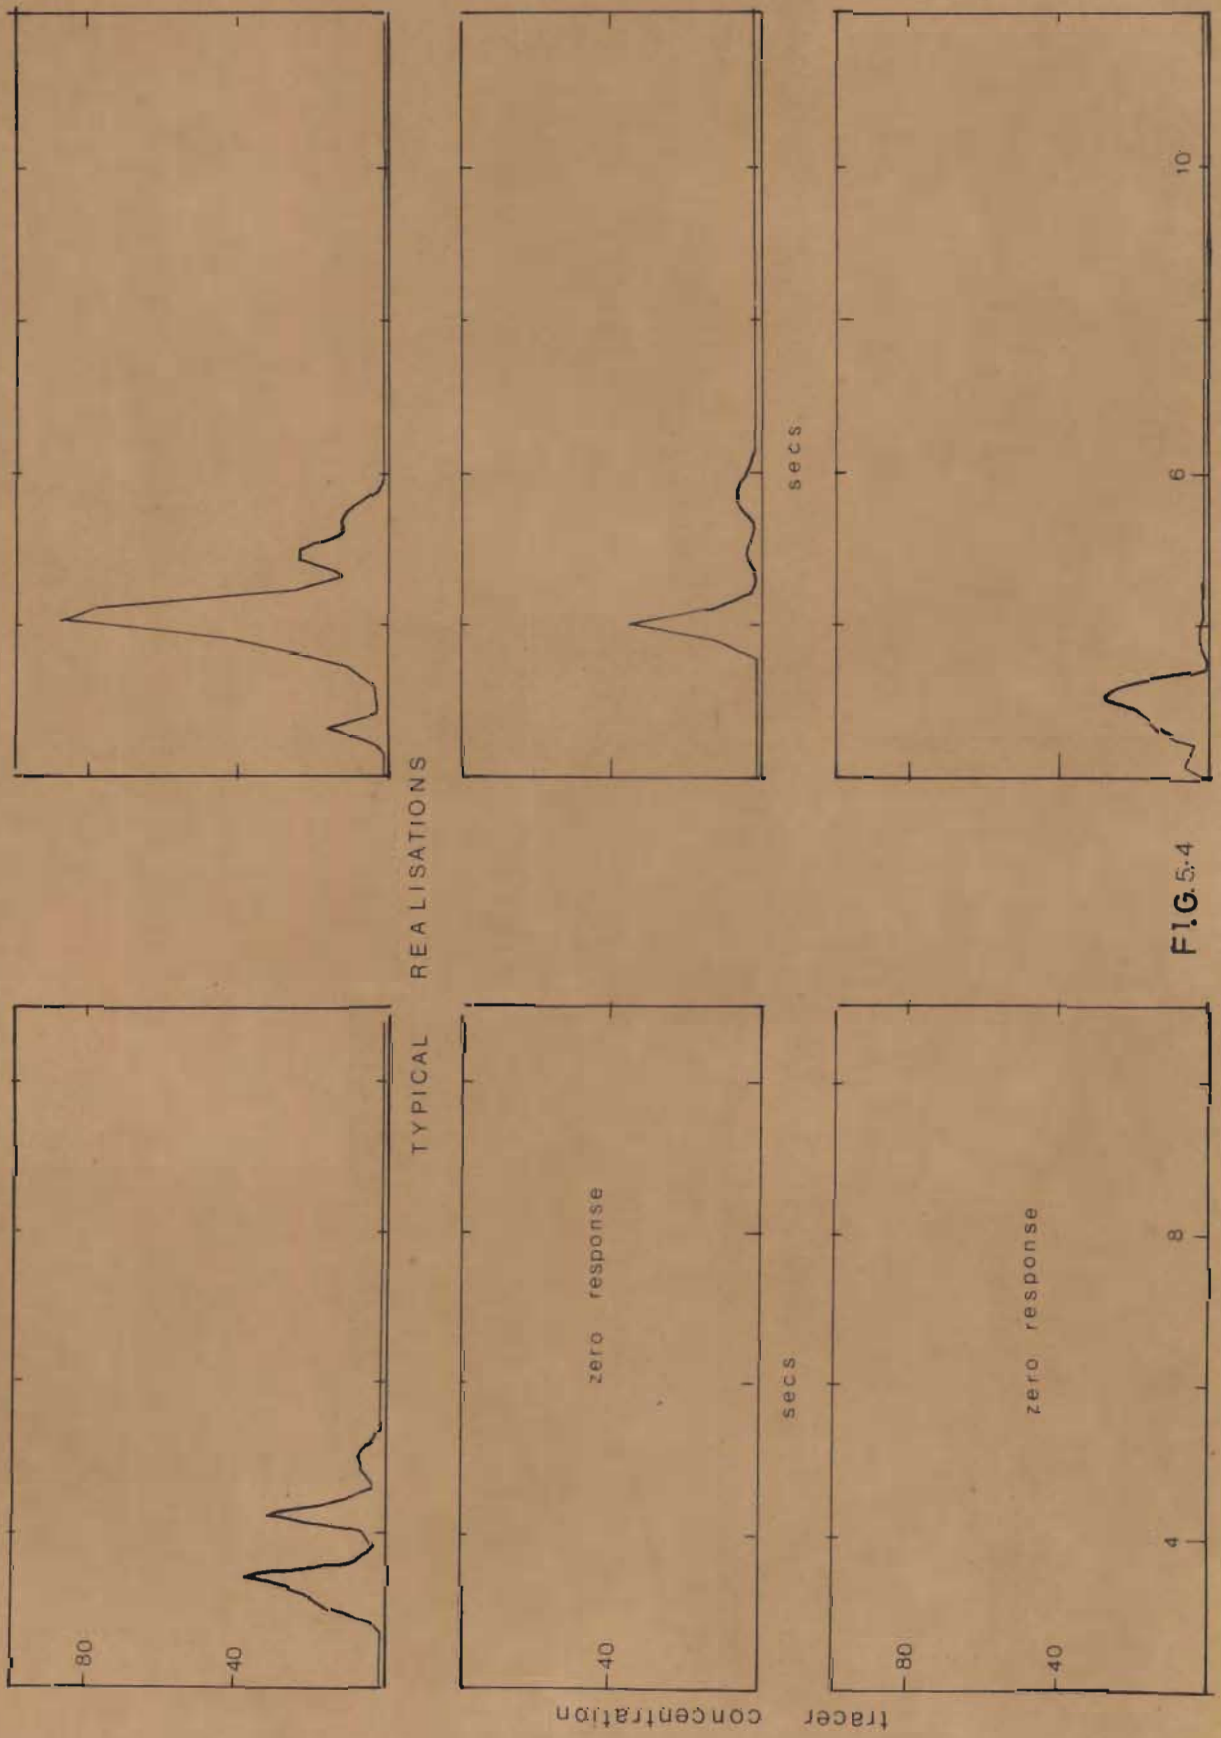 80
40
TYPICAL REALISATIONS
tracer concentration
40
zero response
secs
secs
80
40
zero response
4
8
6
10
FIG. 5·4